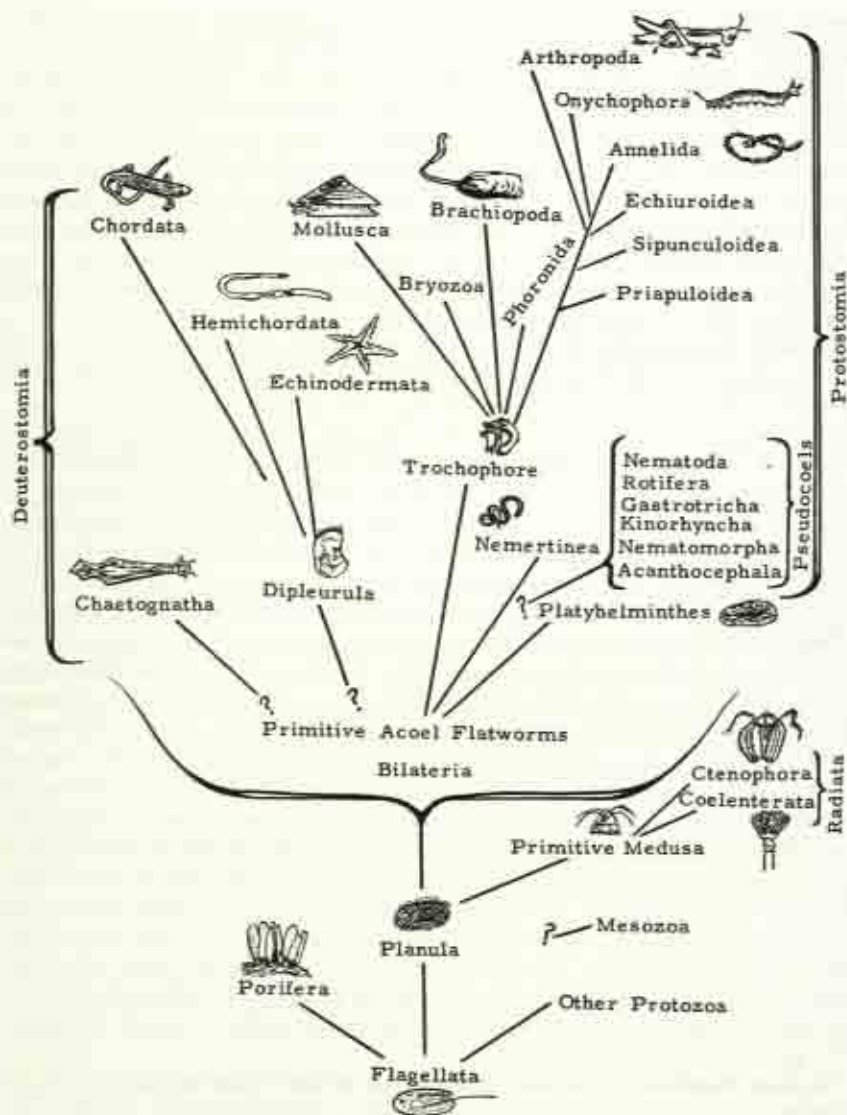 Arthropoda
Onychophora
Annelida
Echiuroidea
Sipunculoidea
Priapuloidea
Chordata
Mollusca
Brachiopoda
Bryozoa
Phoronida
Hemichordata
Echinodermata
Trochophore
Nemertinea
Nematoda
Rotifera
Gastrotricha
Kinorhyncha
Nematomorpha
Acanthocephala
Pseudocoels
Protostomia
Deuterostomia
Chaetognatha
Dipleurula
?
Platyhelminthes
?
?
Primitive Acoel Flatworms
Bilateria
Ctenophora
Coelenterata
Radiata
Primitive Medusa
Planula
?
Mesozoa
Porifera
Other Protozoa
Flagellata